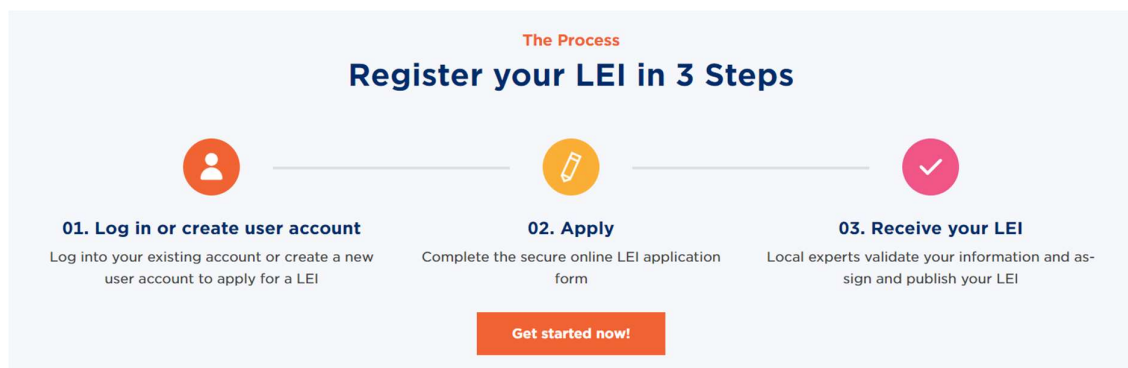 The Process
Register your LEI in 3 Steps
01. Log in or create user account
Log into your existing account or create a new
user account to apply for a LEI
02. Apply
Complete the secure online LEI application
form
03. Receive your LEI
Local experts validate your information and as-
sign and publish your LEI
Get started now!